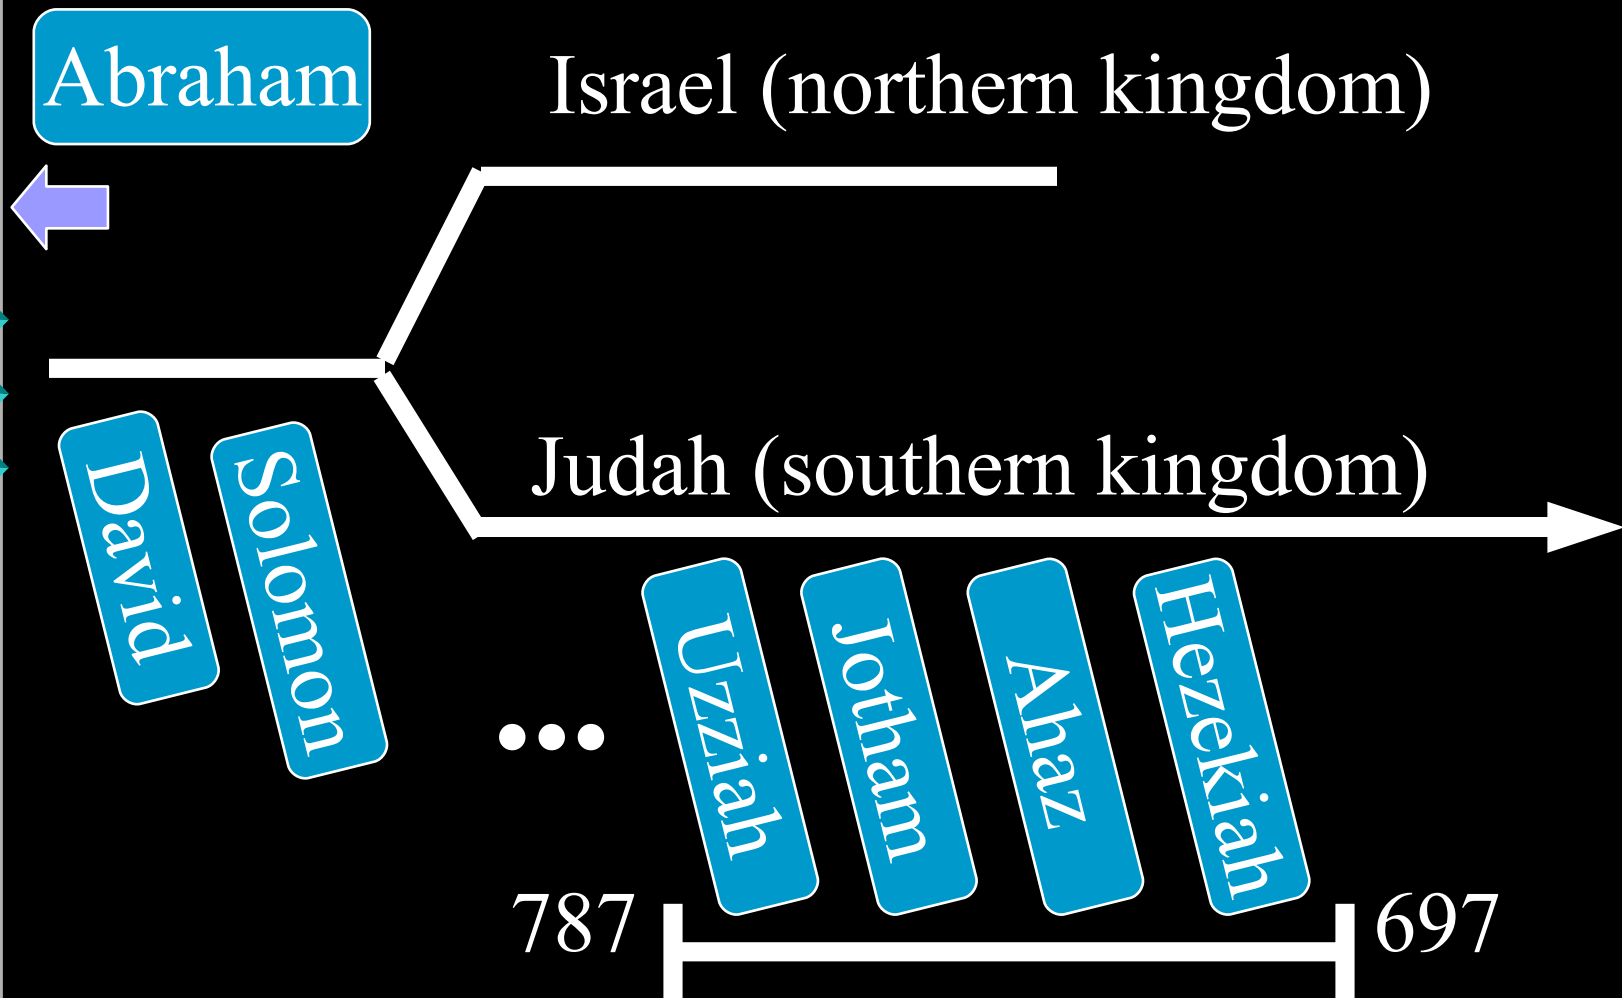 Abraham
Israel (northern kingdom)
Judah (southern kingdom)
David
Solomon
...
Uzziah
Jotham
Ahaz
Hezekiah
787
697